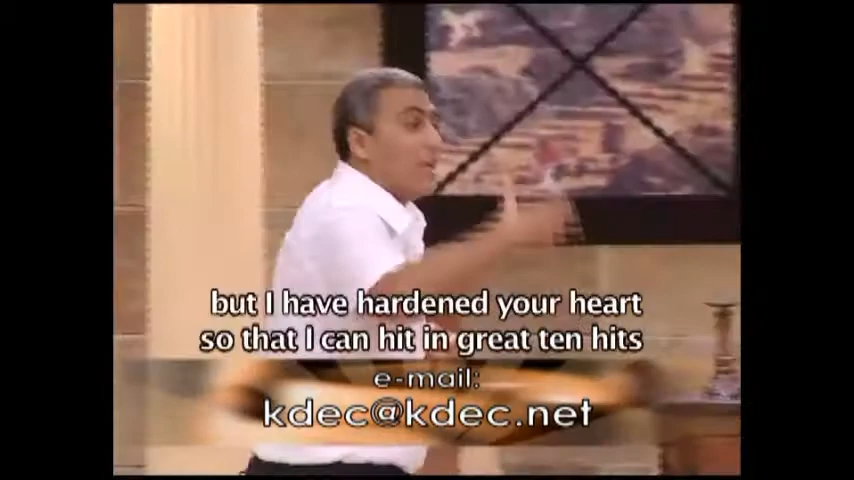 but I have hardened your heart
so that I can hit in great ten hits
e-mail:
kdec@kdec.net